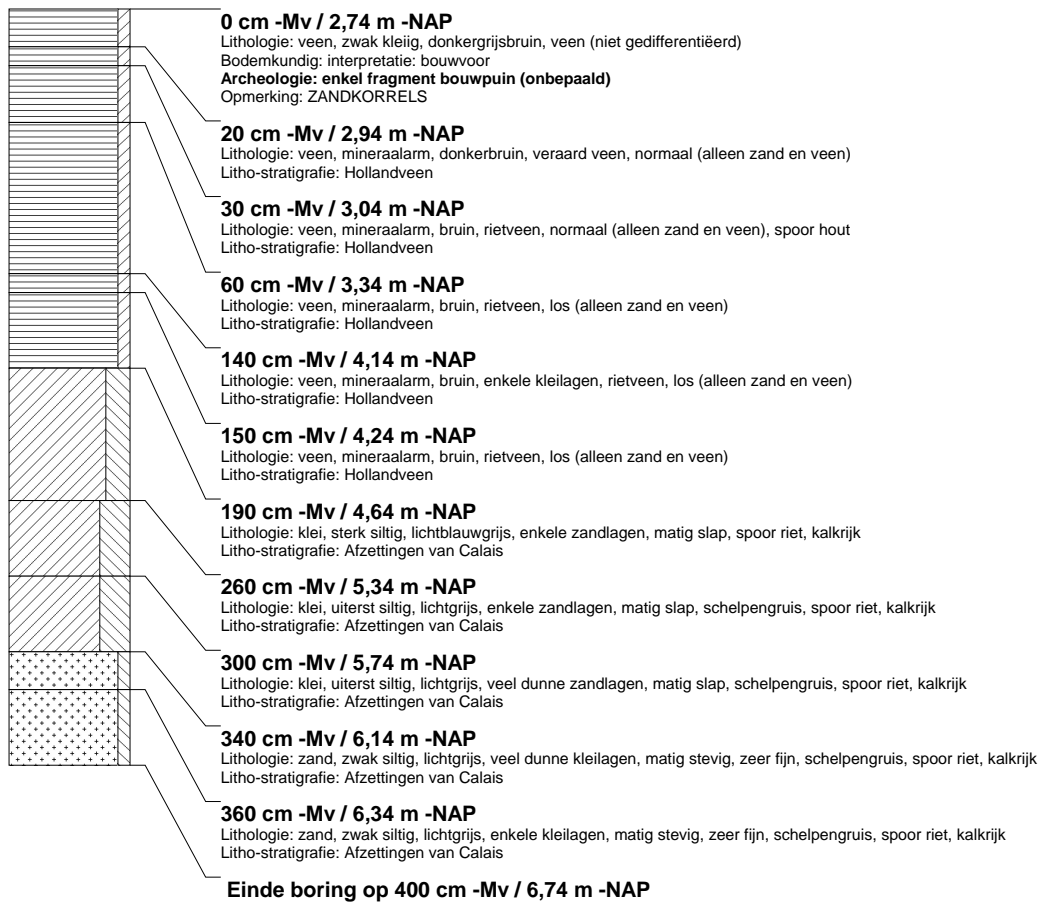 0 cm -Mv / 2,74 m -NAP
Lithologie: veen, zwak kleiig, donkergrijsbruin, veen (niet gedifferentiëerd)
Bodemkundig: interpretatie: bouwvoor
Archeologie: enkel fragment bouwpuin (onbepaald)
Opmerking: ZANDKORRELS
20 cm -Mv / 2,94 m -NAP
Lithologie: veen, mineraalarm, donkerbruin, veraard veen, normaal (alleen zand en veen)
Litho-stratigrafie: Hollandveen
30 cm -Mv / 3,04 m -NAP
Lithologie: veen, mineraalarm, bruin, rietveen, normaal (alleen zand en veen), spoor hout
Litho-stratigrafie: Hollandveen
60 cm -Mv / 3,34 m -NAP
Lithologie: veen, mineraalarm, bruin, rietveen, los (alleen zand en veen)
Litho-stratigrafie: Hollandveen
140 cm -Mv / 4,14 m -NAP
Lithologie: veen, mineraalarm, bruin, enkele kleilagen, rietveen, los (alleen zand en veen)
Litho-stratigrafie: Hollandveen
150 cm -Mv / 4,24 m -NAP
Lithologie: veen, mineraalarm, bruin, rietveen, los (alleen zand en veen)
Litho-stratigrafie: Hollandveen
190 cm -Mv / 4,64 m -NAP
Lithologie: klei, sterk siltig, lichtblauwgrijs, enkele zandlagen, matig slap, spoor riet, kalkrijk
Litho-stratigrafie: Afzettingen van Calais
260 cm -Mv / 5,34 m -NAP
Lithologie: klei, uiterst siltig, lichtgrijs, enkele zandlagen, matig slap, schelpengruis, spoor riet, kalkrijk
Litho-stratigrafie: Afzettingen van Calais
300 cm -Mv / 5,74 m -NAP
Lithologie: klei, uiterst siltig, lichtgrijs, veel dunne zandlagen, matig slap, schelpengruis, spoor riet, kalkrijk
Litho-stratigrafie: Afzettingen van Calais
340 cm -Mv / 6,14 m -NAP
Lithologie: zand, zwak siltig, lichtgrijs, veel dunne kleilagen, matig stevig, zeer fijn, schelpengruis, spoor riet, kalkrijk
Litho-stratigrafie: Afzettingen van Calais
360 cm -Mv / 6,34 m -NAP
Lithologie: zand, zwak siltig, lichtgrijs, enkele kleilagen, matig stevig, zeer fijn, schelpengruis, spoor riet, kalkrijk
Litho-stratigrafie: Afzettingen van Calais
Einde boring op 400 cm -Mv / 6,74 m -NAP